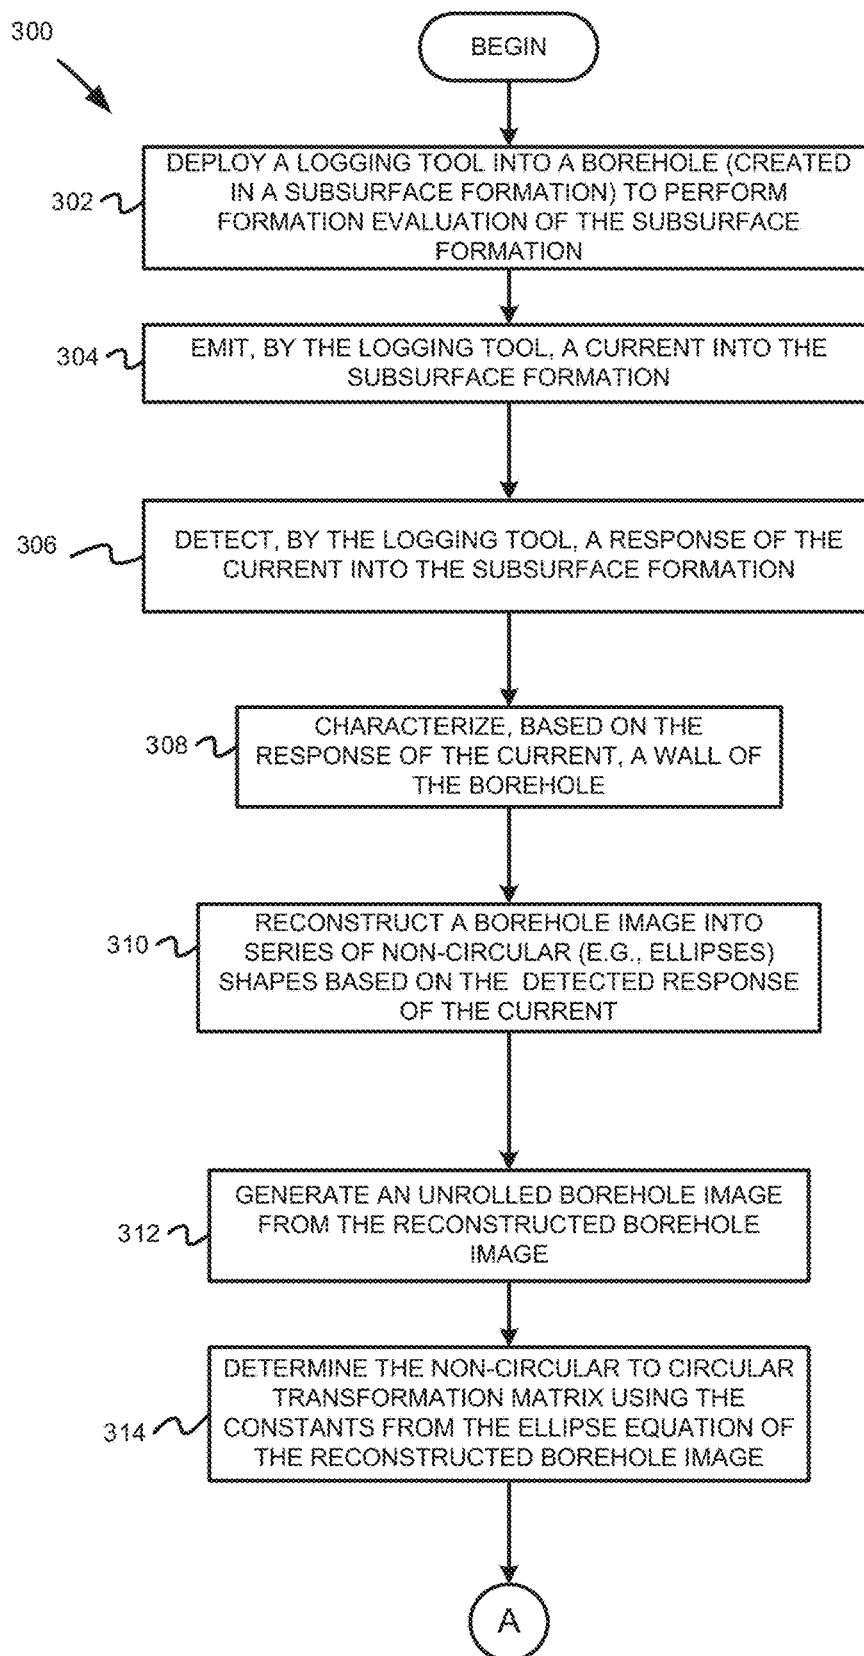 300
BEGIN
302
DEPLOY A LOGGING TOOL INTO A BOREHOLE (CREATED
IN A SUBSURFACE FORMATION) TO PERFORM
FORMATION EVALUATION OF THE SUBSURFACE
FORMATION
304
EMIT, BY THE LOGGING TOOL, A CURRENT INTO THE
SUBSURFACE FORMATION
306
DETECT, BY THE LOGGING TOOL, A RESPONSE OF THE
CURRENT INTO THE SUBSURFACE FORMATION
308
CHARACTERIZE, BASED ON THE
RESPONSE OF THE CURRENT, A WALL OF
THE BOREHOLE
310
RECONSTRUCT A BOREHOLE IMAGE INTO
SERIES OF NON-CIRCULAR (E.G., ELLIPSES)
SHAPES BASED ON THE DETECTED RESPONSE
OF THE CURRENT
312
GENERATE AN UNROLLED BOREHOLE IMAGE
FROM THE RECONSTRUCTED BOREHOLE
IMAGE
314
DETERMINE THE NON-CIRCULAR TO CIRCULAR
TRANSFORMATION MATRIX USING THE
CONSTANTS FROM THE ELLIPSE EQUATION OF
THE RECONSTRUCTED BOREHOLE IMAGE
A